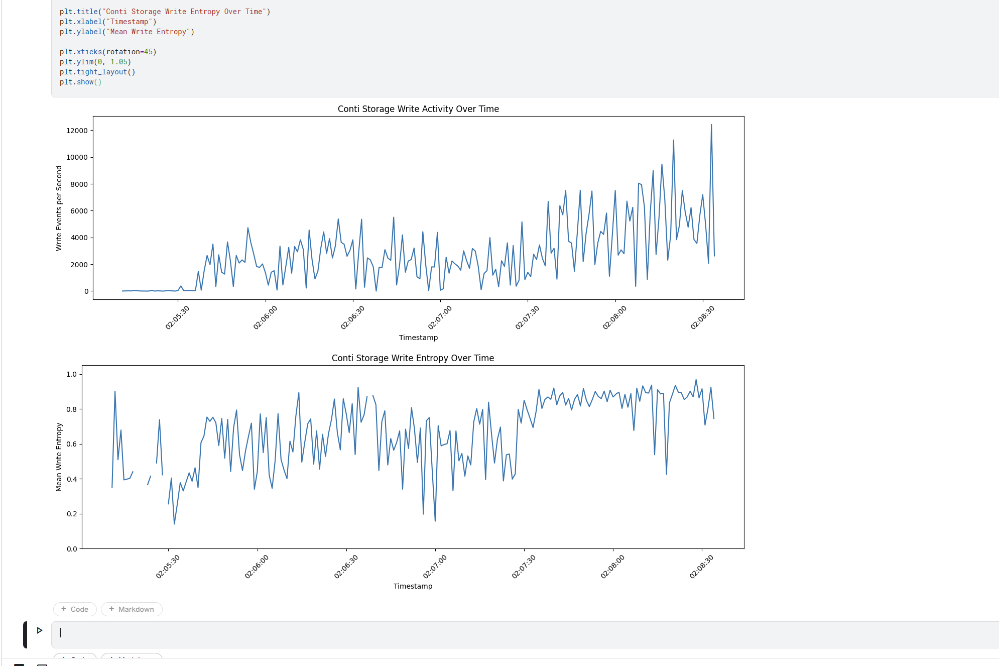 plt.title("Conti Storage Write Entropy Over Time")
plt.xlabel("Timestamp")
plt.ylabel("Mean Write Entropy")
plt.xticks(rotation=45)
plt.ylim(0, 1.05)
plt.tight_layout()
plt.show()
Conti Storage Write Activity Over Time
Write Events per Second
12000
10000
8000
6000
4000
2000
0
02:05:30
02:06:00
02:06:30
02:07:00
02:07:30
02:08:00
02:08:30
Timestamp
Conti Storage Write Entropy Over Time
Mean Write Entropy
1.0
0.8
0.6
0.4
0.2
0.0
02:05:30
02:06:00
02:06:30
02:07:00
02:07:30
02:08:00
02:08:30
Timestamp
+ Code
+ Markdown